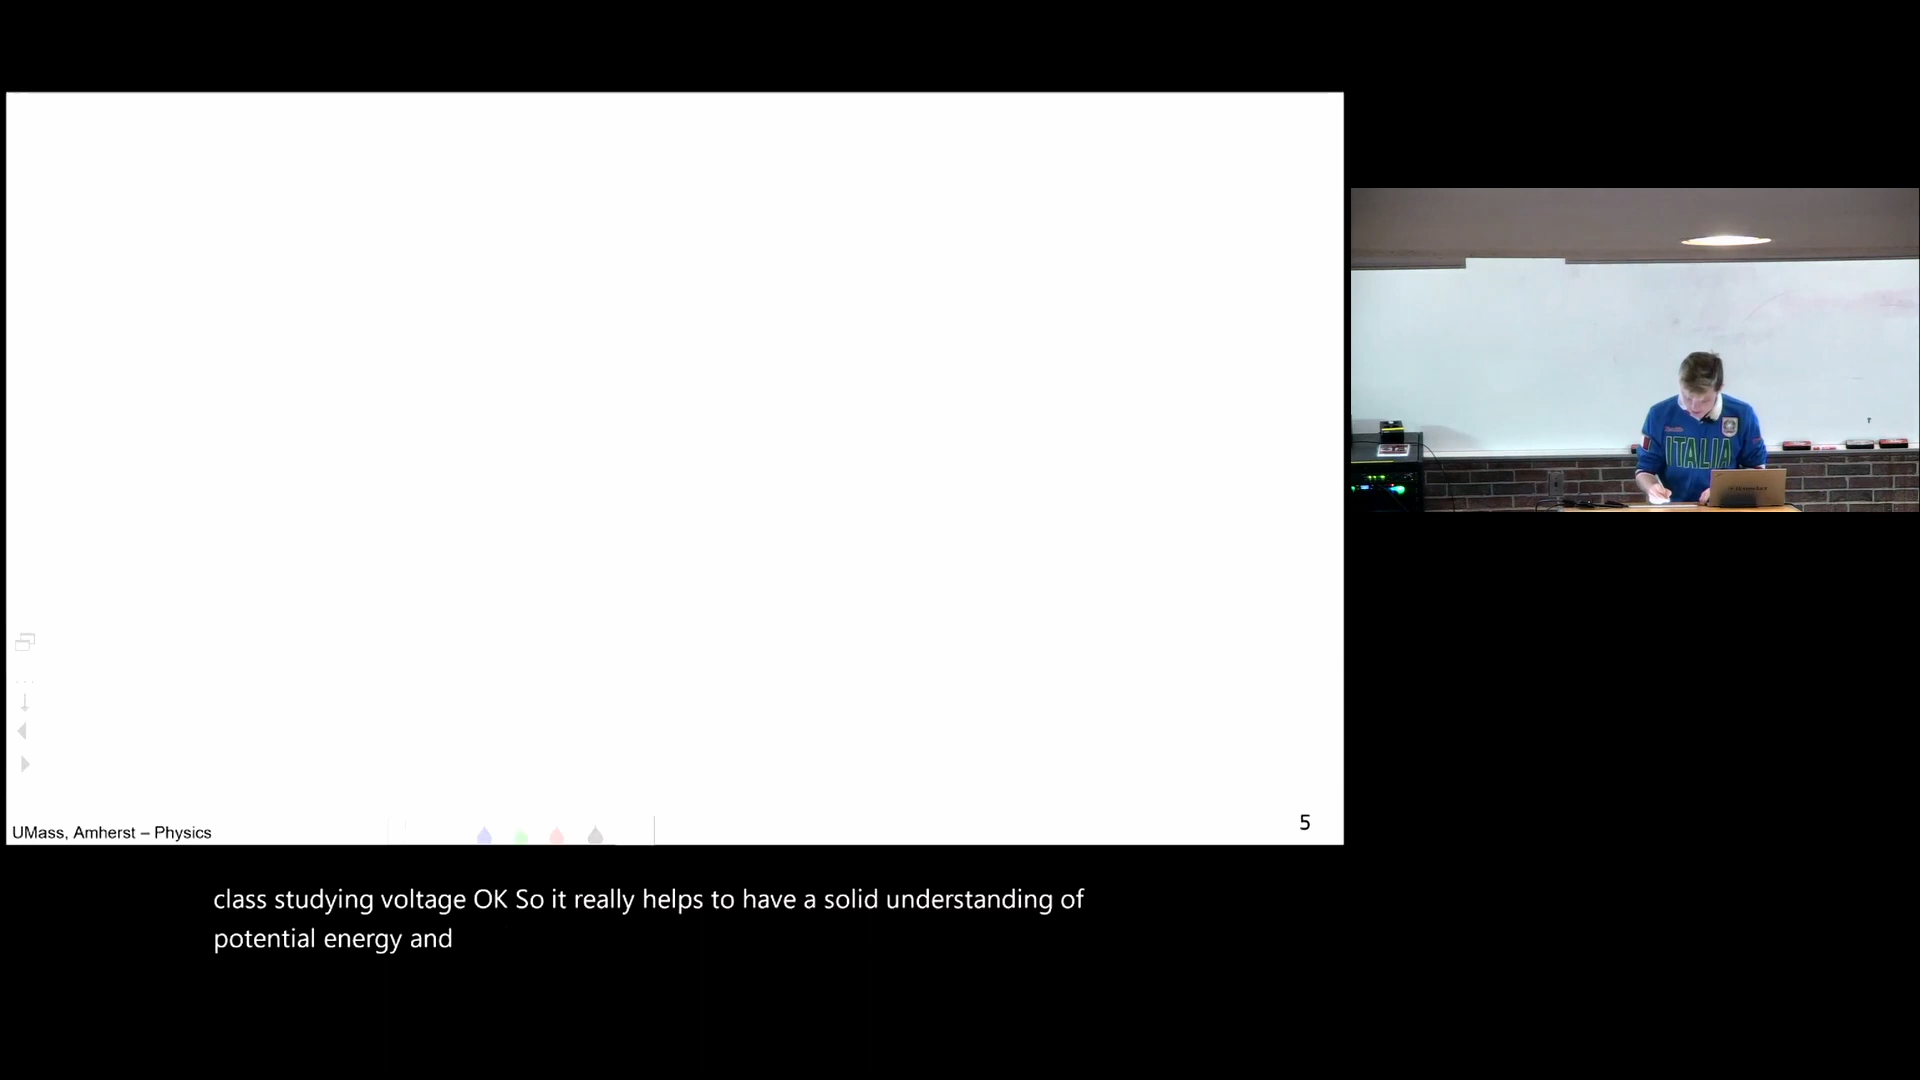 ITALIA
UMass, Amherst – Physics
5
class studying voltage OK So it really helps to have a solid understanding of
potential energy and